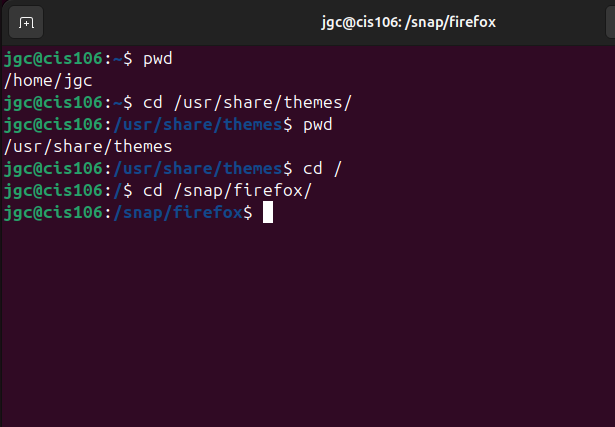 jgc@cis106: /snap/firefox
jgc@cis106:~$ pwd
/home/jgc
jgc@cis106:~$ cd /usr/share/themes/
jgc@cis106:/usr/share/themes$ pwd
/usr/share/themes
jgc@cis106:/usr/share/themes$ cd /
jgc@cis106:/$ cd /snap/firefox/
jgc@cis106:/snap/firefox$